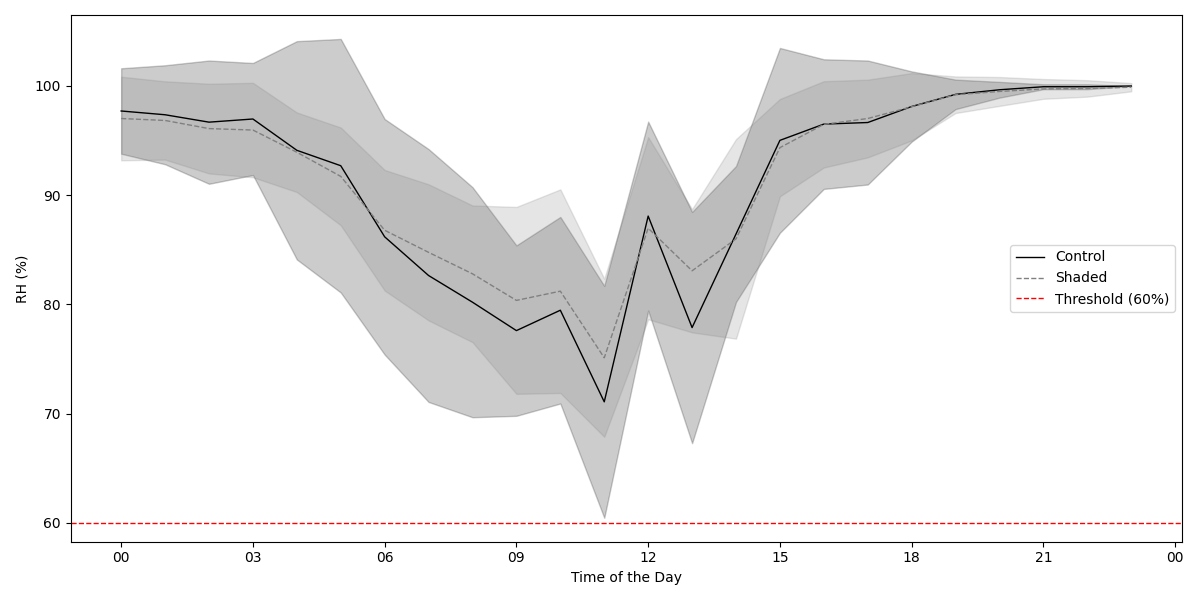 100
90
80
70
60
RH (%)
Control
Shaded
Threshold (60%)
00 03 06 09 12 15 18 21 00
Time of the Day